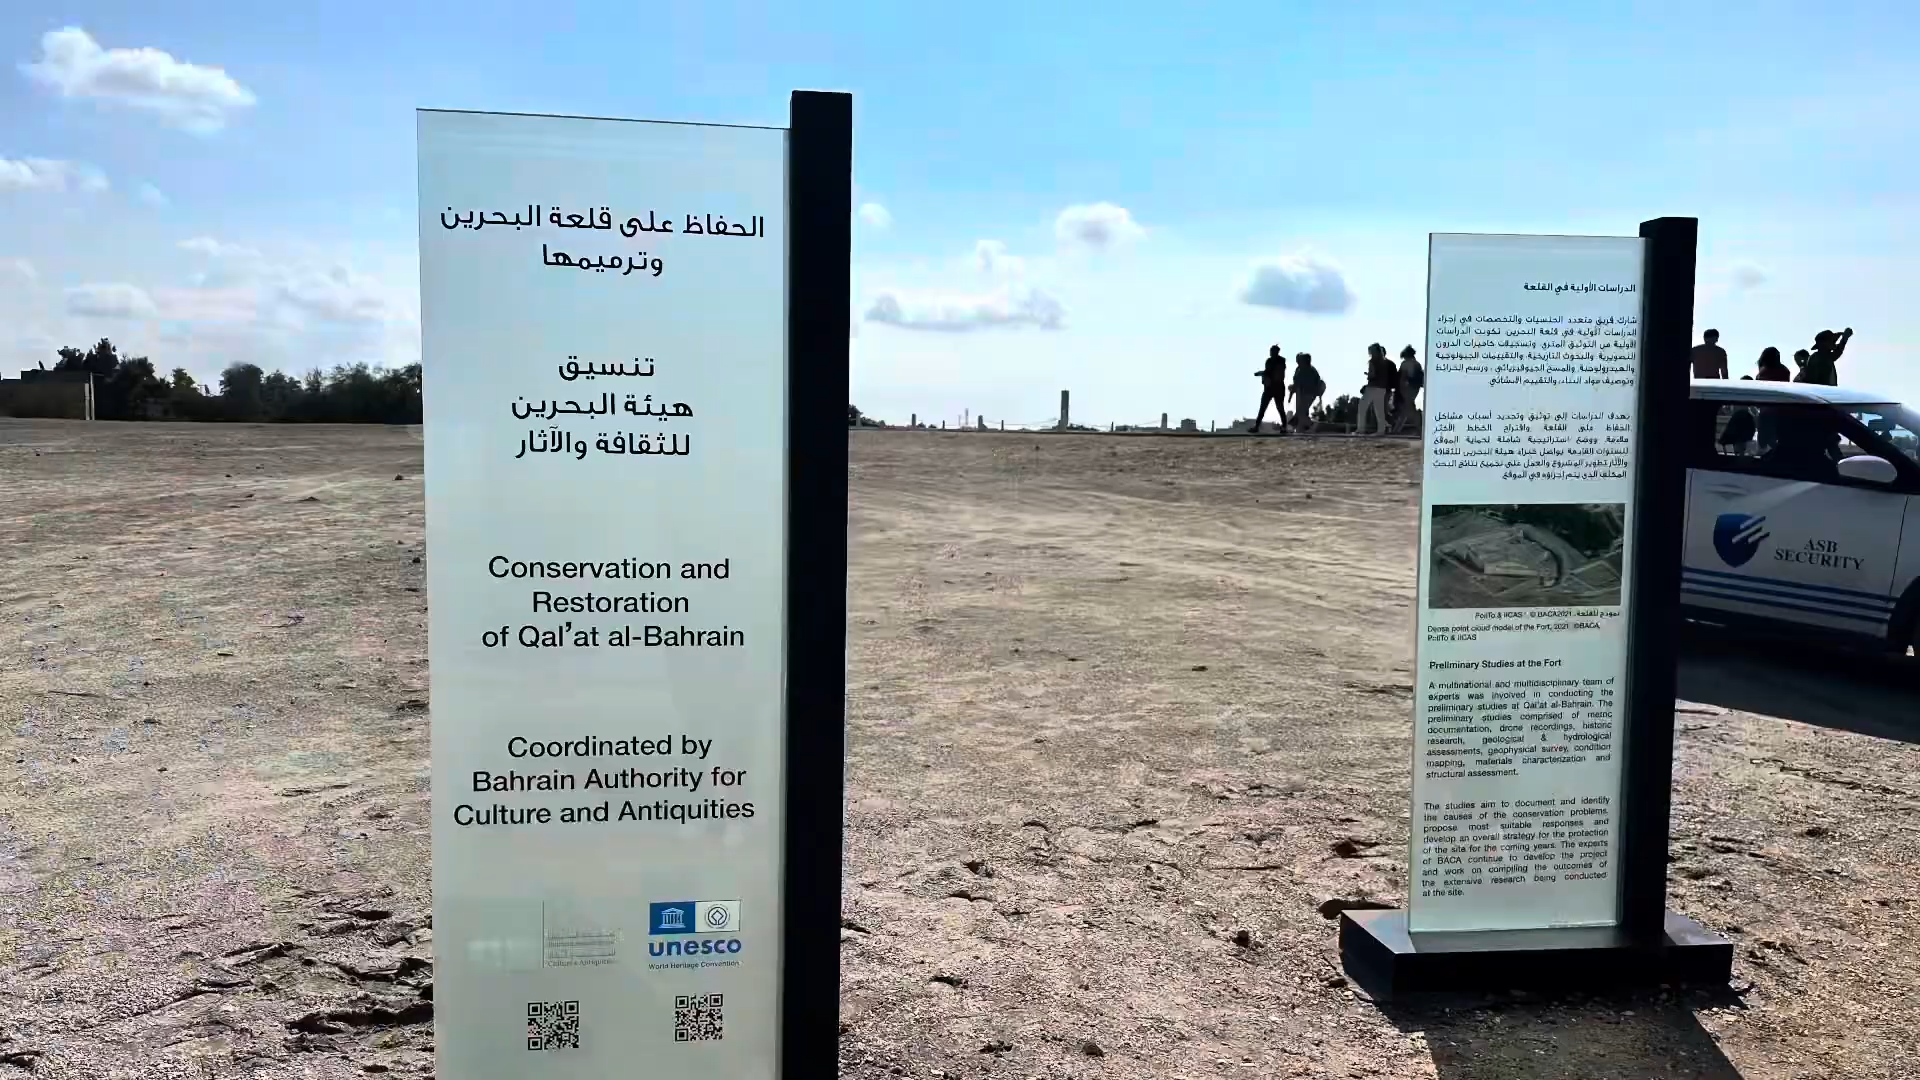 الحفاظ على قلعة البحرين
وترميمها
تنسيق
هيئة البحرين
للثقافة والآثار
Conservation and
Restoration
of Qal’at al-Bahrain
Coordinated by
Bahrain Authority for
Culture and Antiquities
unesco
World Heritage Convention
الدراسات الأولية في القلعة
شارك فريق متعدد الجنسيات والتخصصات في إجراء
الدراسات الأولية في قلعة البحرين. تكونت الدراسات
الأولية من التوثيق المتري، وتسجيلات كاميرات الدرون
التصويرية، والبحوث التاريخية، والتقييمات الجيولوجية
والهيدرولوجية، والمسح الجيوفيزيائي، ورسم الخرائط
وتوصيف مواد البناء، والتقييم الإنشائي
تهدف الدراسات إلى توثيق وتحديد أسباب مشاكل
الحفاظ على القلعة واقتراح الخطط الأكثر
ملاءمة ووضع استراتيجية شاملة لحماية الموقع
للسنوات القادمة. يواصل خبراء هيئة البحرين للثقافة
والآثار تطوير المشروع والعمل على تجميع نتائج البحث
المكثف الذي يتم إجراؤه في الموقع
نموذج للقلعة، 2021 BACA © PoliTo & IICAS
Dense point cloud model of the Fort, 2021 ©BACA,
PoliTo & IICAS
Preliminary Studies at the Fort
A multinational and multidisciplinary team of
experts was involved in conducting the
preliminary studies at Qal'at al-Bahrain. The
preliminary studies comprised of metric
documentation, drone recordings, historic
research, geological & hydrological
assessments, geophysical survey, condition
mapping, materials characterization and
structural assessment.
The studies aim to document and identify
the causes of the conservation problems,
propose most suitable responses and
develop an overall strategy for the protection
of the site for the coming years. The experts
of BACA continue to develop the project
and work on compiling the outcomes of
the extensive research being conducted
at the site.
ASB
SECURITY